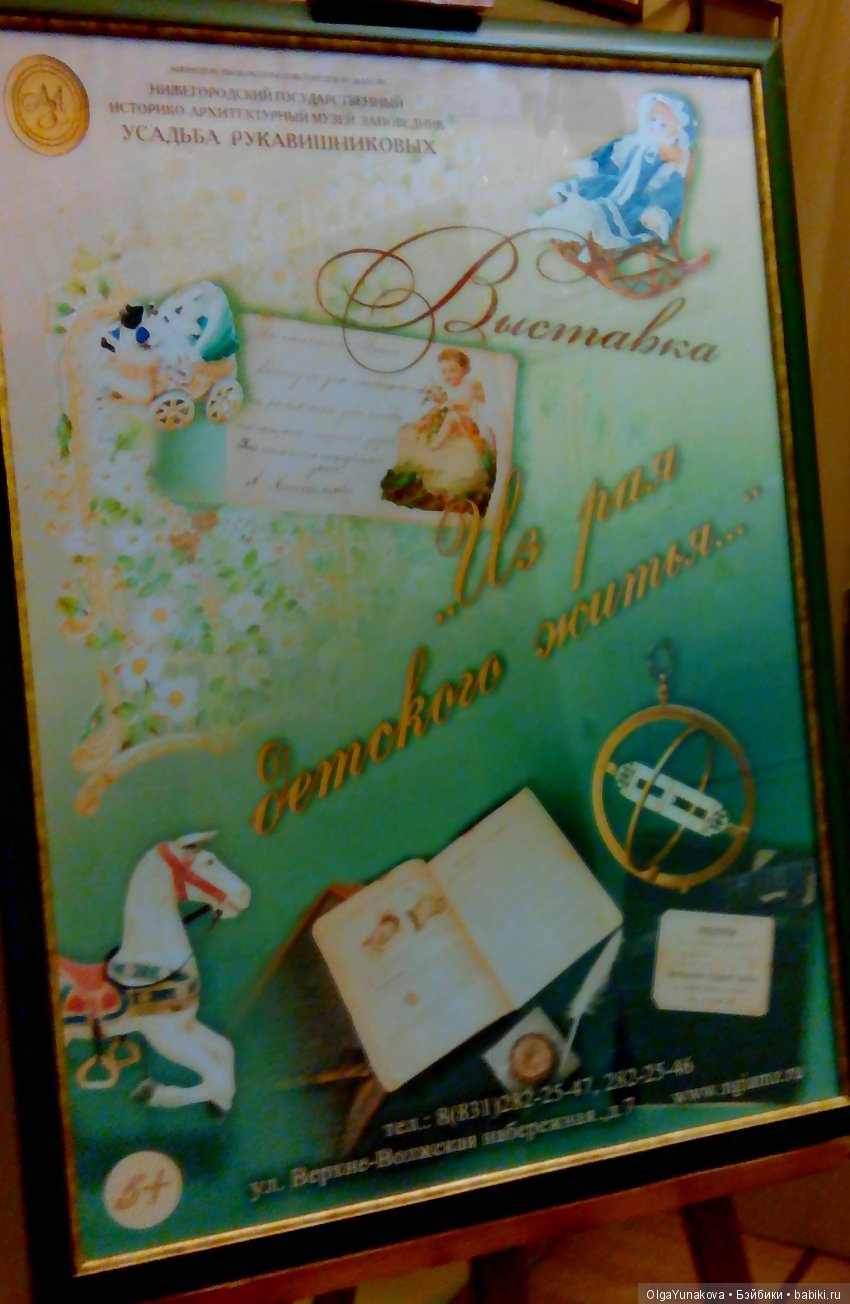 НИЖЕГОРОДСКИЙ ГОСУДАРСТВЕННЫЙ
ИСТОРИКО-АРХИТЕКТУРНЫЙ МУЗЕЙ-ЗАПОВЕДНИК
УСАДЬБА РУКАВИШНИКОВЫХ
Выставка
„Из рая
детского житья..."
тел.: 8(831)282-25-47, 282-25-46
www.ngiamz.ru
ул. Верхне-Волжская набережная, д.7
6+
OlgaYunakova • Бэйбики • babiki.ru